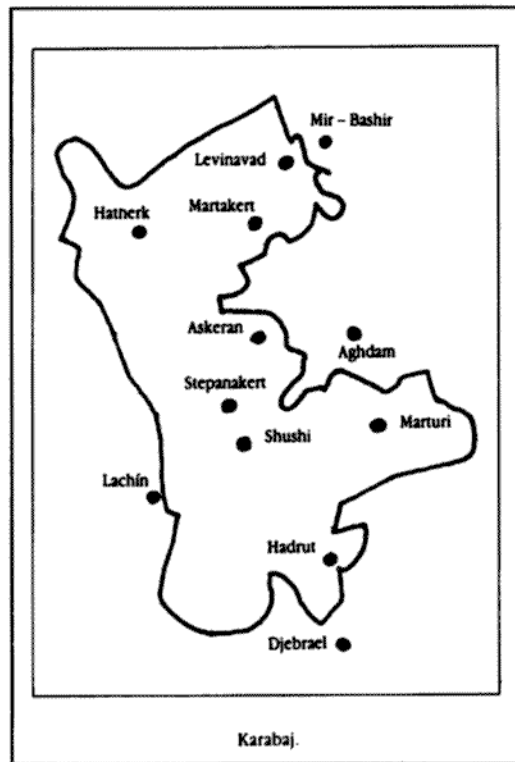 Mir – Bashir
Levinavad
Martakert
Hatherk
Askeran
Aghdam
Stepanakert
Shushi
Marturi
Lachín
Hadrut
Djebrael
Karabaj.